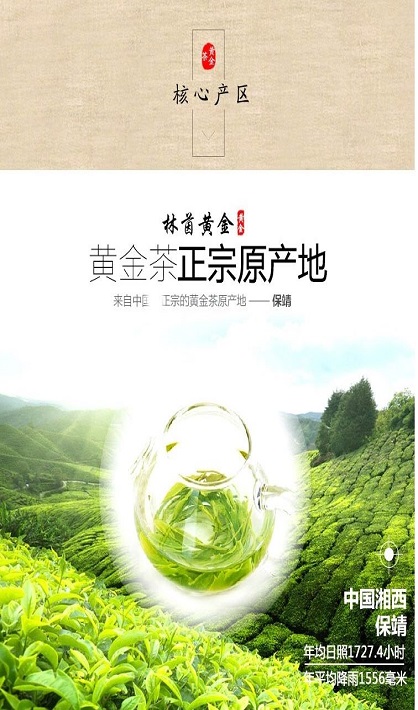 黄金茶
核心产区
林茵黄金 黄金
黄金茶正宗原产地
来自中国 正宗的黄金茶原产地 —— 保靖
中国湘西
保靖
年均日照1727.4小时
年平均降雨1556毫米